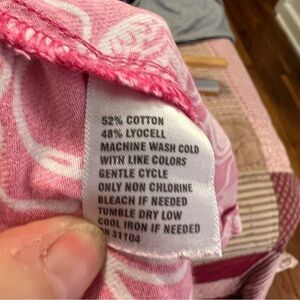 52% COTTON
48% LYOCELL
MACHINE WASH COLD
WITH LIKE COLORS
GENTLE CYCLE
ONLY NON CHLORINE
BLEACH IF NEEDED
TUMBLE DRY LOW
COOL IRON IF NEEDED
31104